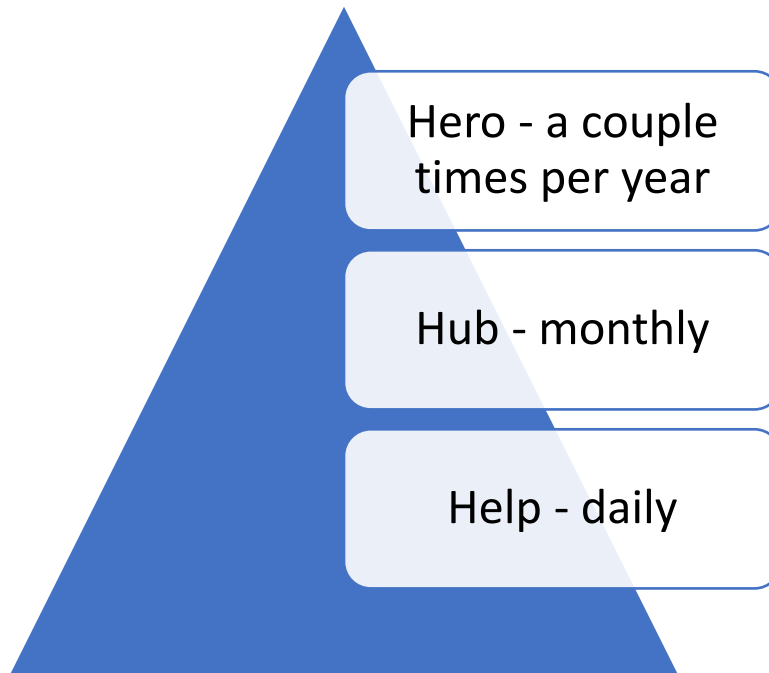 Hero - a couple
times per year
Hub - monthly
Help - daily